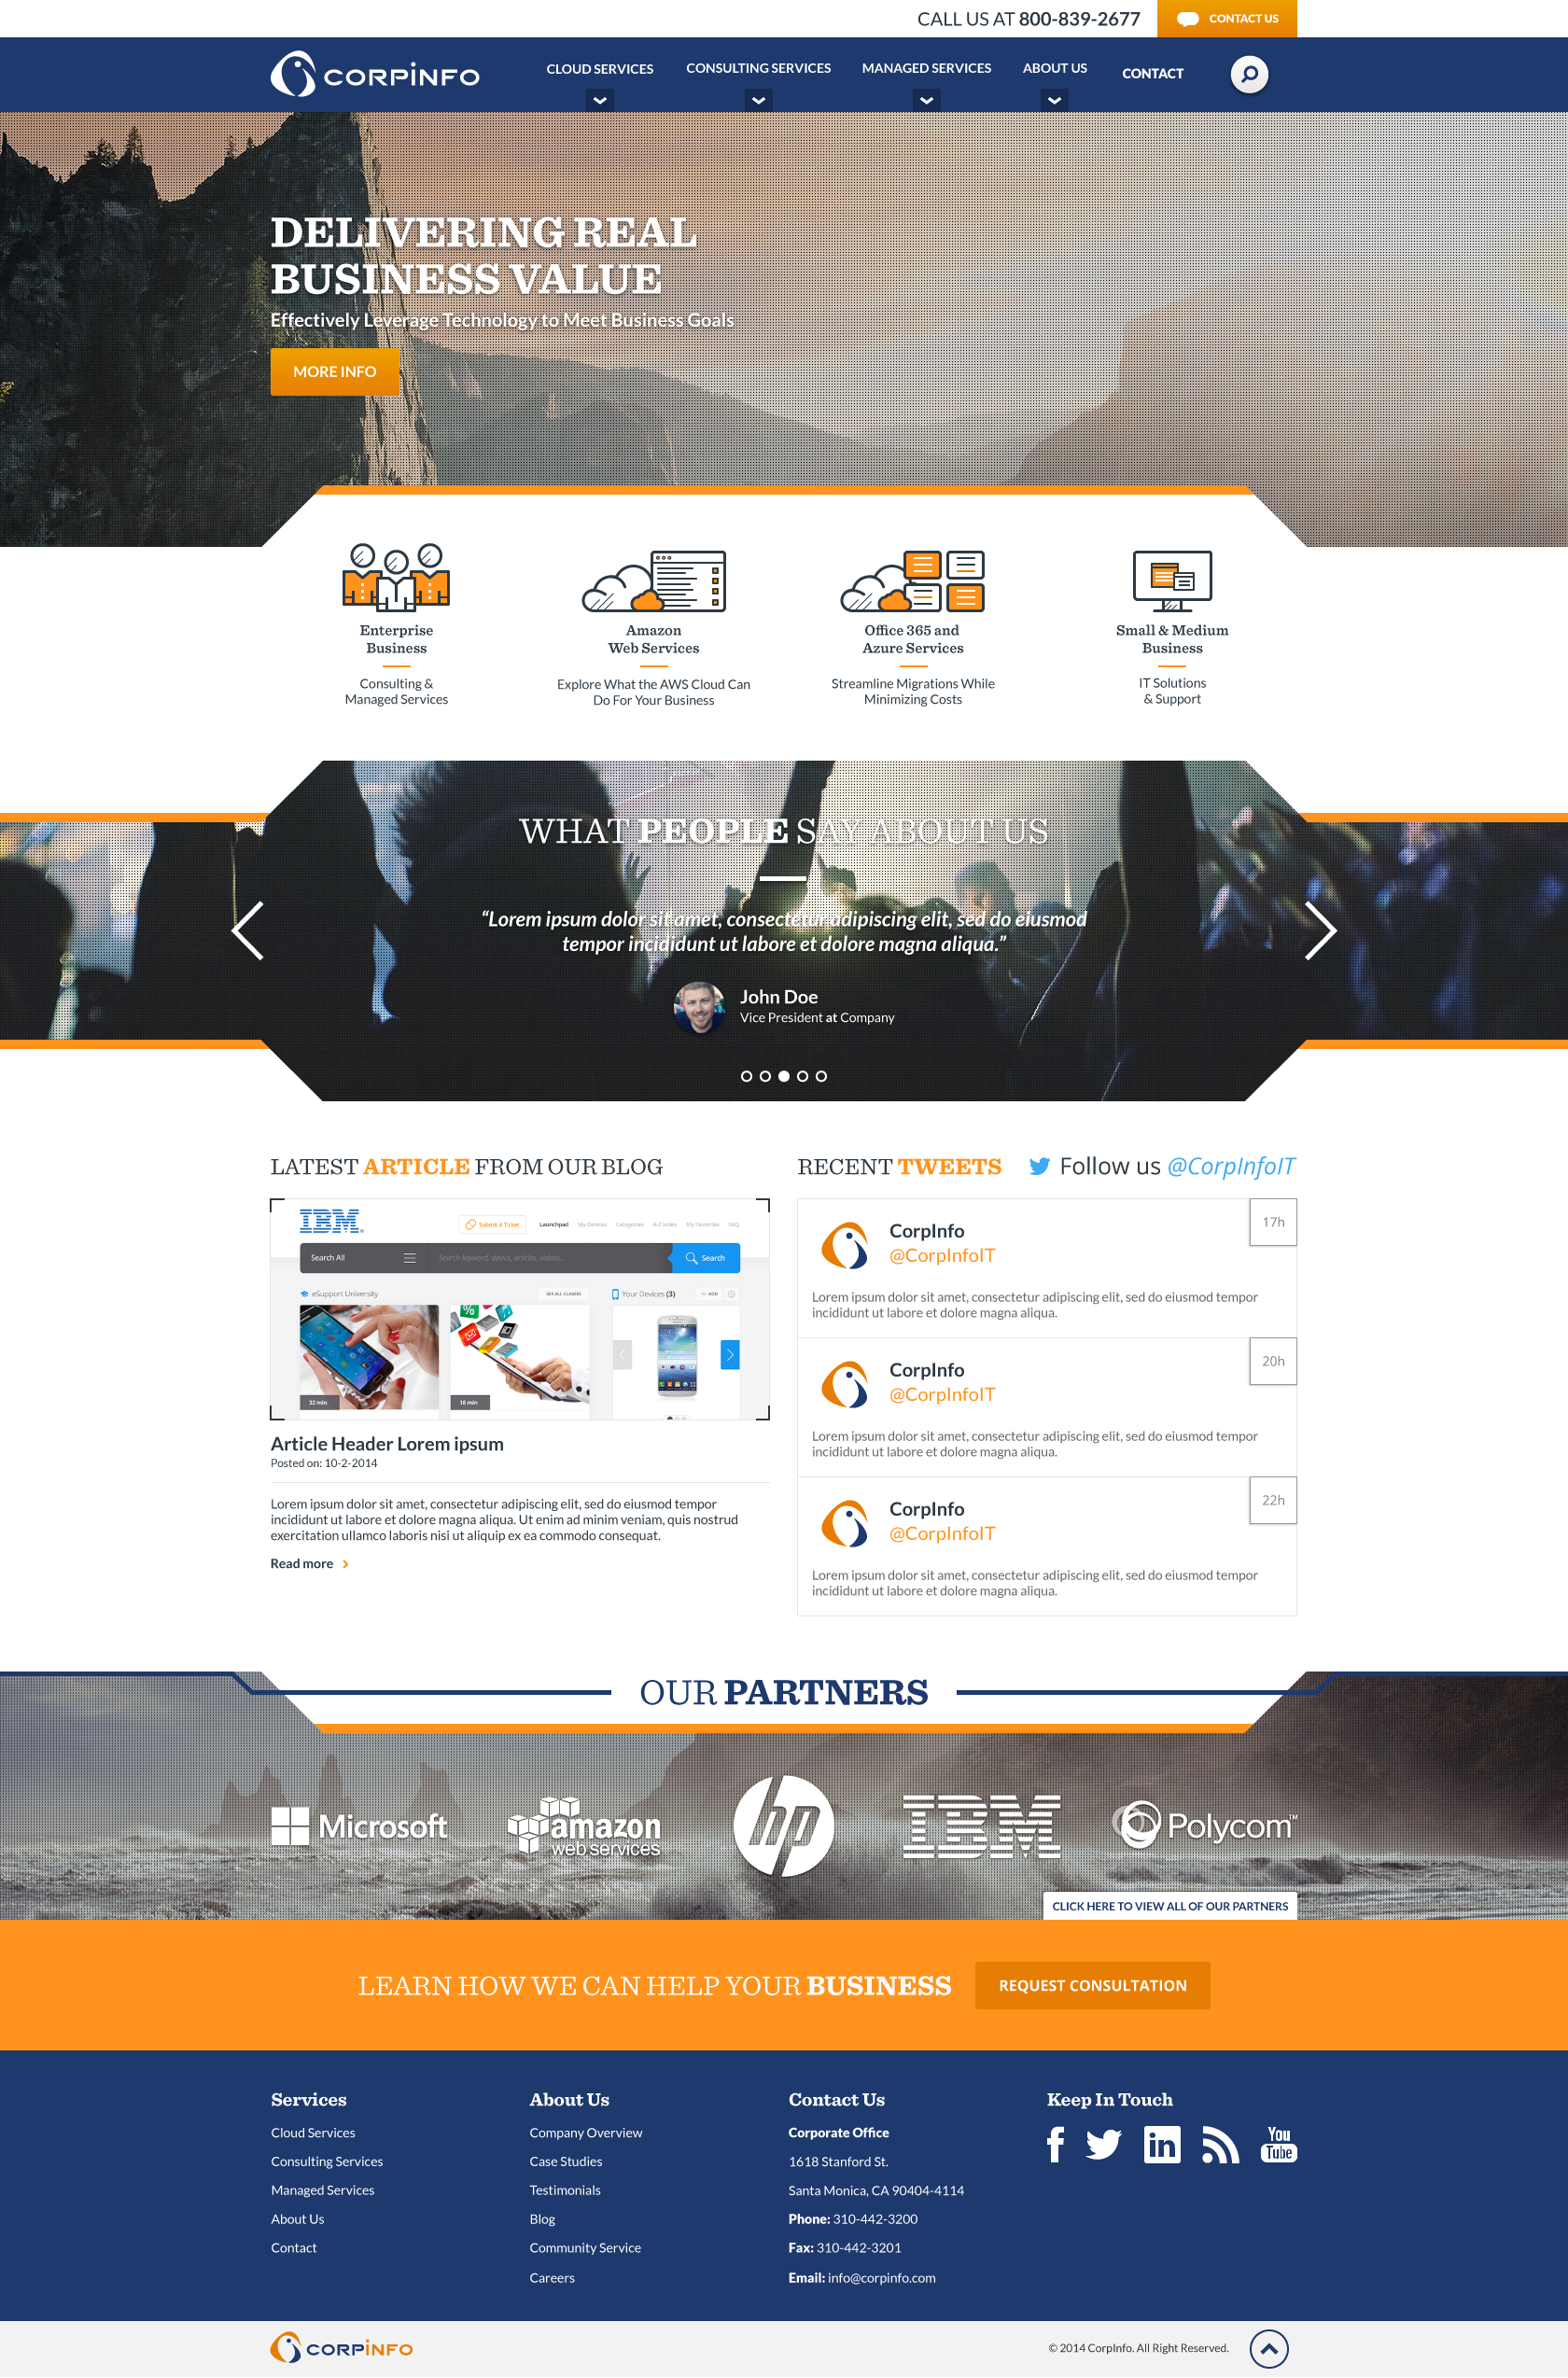 CALL US AT 800-839-2677
CONTACT US
CORPINFO
CLOUD SERVICES
CONSULTING SERVICES
MANAGED SERVICES
ABOUT US
CONTACT
DELIVERING REAL
BUSINESS VALUE
Effectively Leverage Technology to Meet Business Goals
MORE INFO
Enterprise
Business
Consulting &
Managed Services
Amazon
Web Services
Explore What the AWS Cloud Can
Do For Your Business
Office 365 and
Azure Services
Streamline Migrations While
Minimizing Costs
Small & Medium
Business
IT Solutions
& Support
WHAT PEOPLE SAY ABOUT US
“Lorem ipsum dolor sit amet, consectetur adipiscing elit, sed do eiusmod
tempor incididunt ut labore et dolore magna aliqua.”
John Doe
Vice President at Company
LATEST ARTICLE FROM OUR BLOG
IBM
Submit A Ticket
Launchpad
My Devices
Categories
A-Z Index
My Favorites
FAQ
Search All
Search keyword, device, articles, videos...
Search
eSupport University
SEE ALL CLASSES
Your Devices (3)
ADD
32 min
18 min
Article Header Lorem ipsum
Posted on: 10-2-2014
Lorem ipsum dolor sit amet, consectetur adipiscing elit, sed do eiusmod tempor
incididunt ut labore et dolore magna aliqua. Ut enim ad minim veniam, quis nostrud
exercitation ullamco laboris nisi ut aliquip ex ea commodo consequat.
Read more
RECENT TWEETS
Follow us @CorpInfoIT
CorpInfo
17h
@CorpInfoIT
Lorem ipsum dolor sit amet, consectetur adipiscing elit, sed do eiusmod tempor
incididunt ut labore et dolore magna aliqua.
CorpInfo
20h
@CorpInfoIT
Lorem ipsum dolor sit amet, consectetur adipiscing elit, sed do eiusmod tempor
incididunt ut labore et dolore magna aliqua.
CorpInfo
22h
@CorpInfoIT
Lorem ipsum dolor sit amet, consectetur adipiscing elit, sed do eiusmod tempor
incididunt ut labore et dolore magna aliqua.
OUR PARTNERS
Microsoft
amazon
web services
hp
IBM
Polycom™
CLICK HERE TO VIEW ALL OF OUR PARTNERS
LEARN HOW WE CAN HELP YOUR BUSINESS
REQUEST CONSULTATION
Services
Cloud Services
Consulting Services
Managed Services
About Us
Contact
About Us
Company Overview
Case Studies
Testimonials
Blog
Community Service
Careers
Contact Us
Corporate Office
1618 Stanford St.
Santa Monica, CA 90404-4114
Phone: 310-442-3200
Fax: 310-442-3201
Email: info@corpinfo.com
Keep In Touch
f
in
You
Tube
CORPINFO
© 2014 CorpInfo. All Right Reserved.